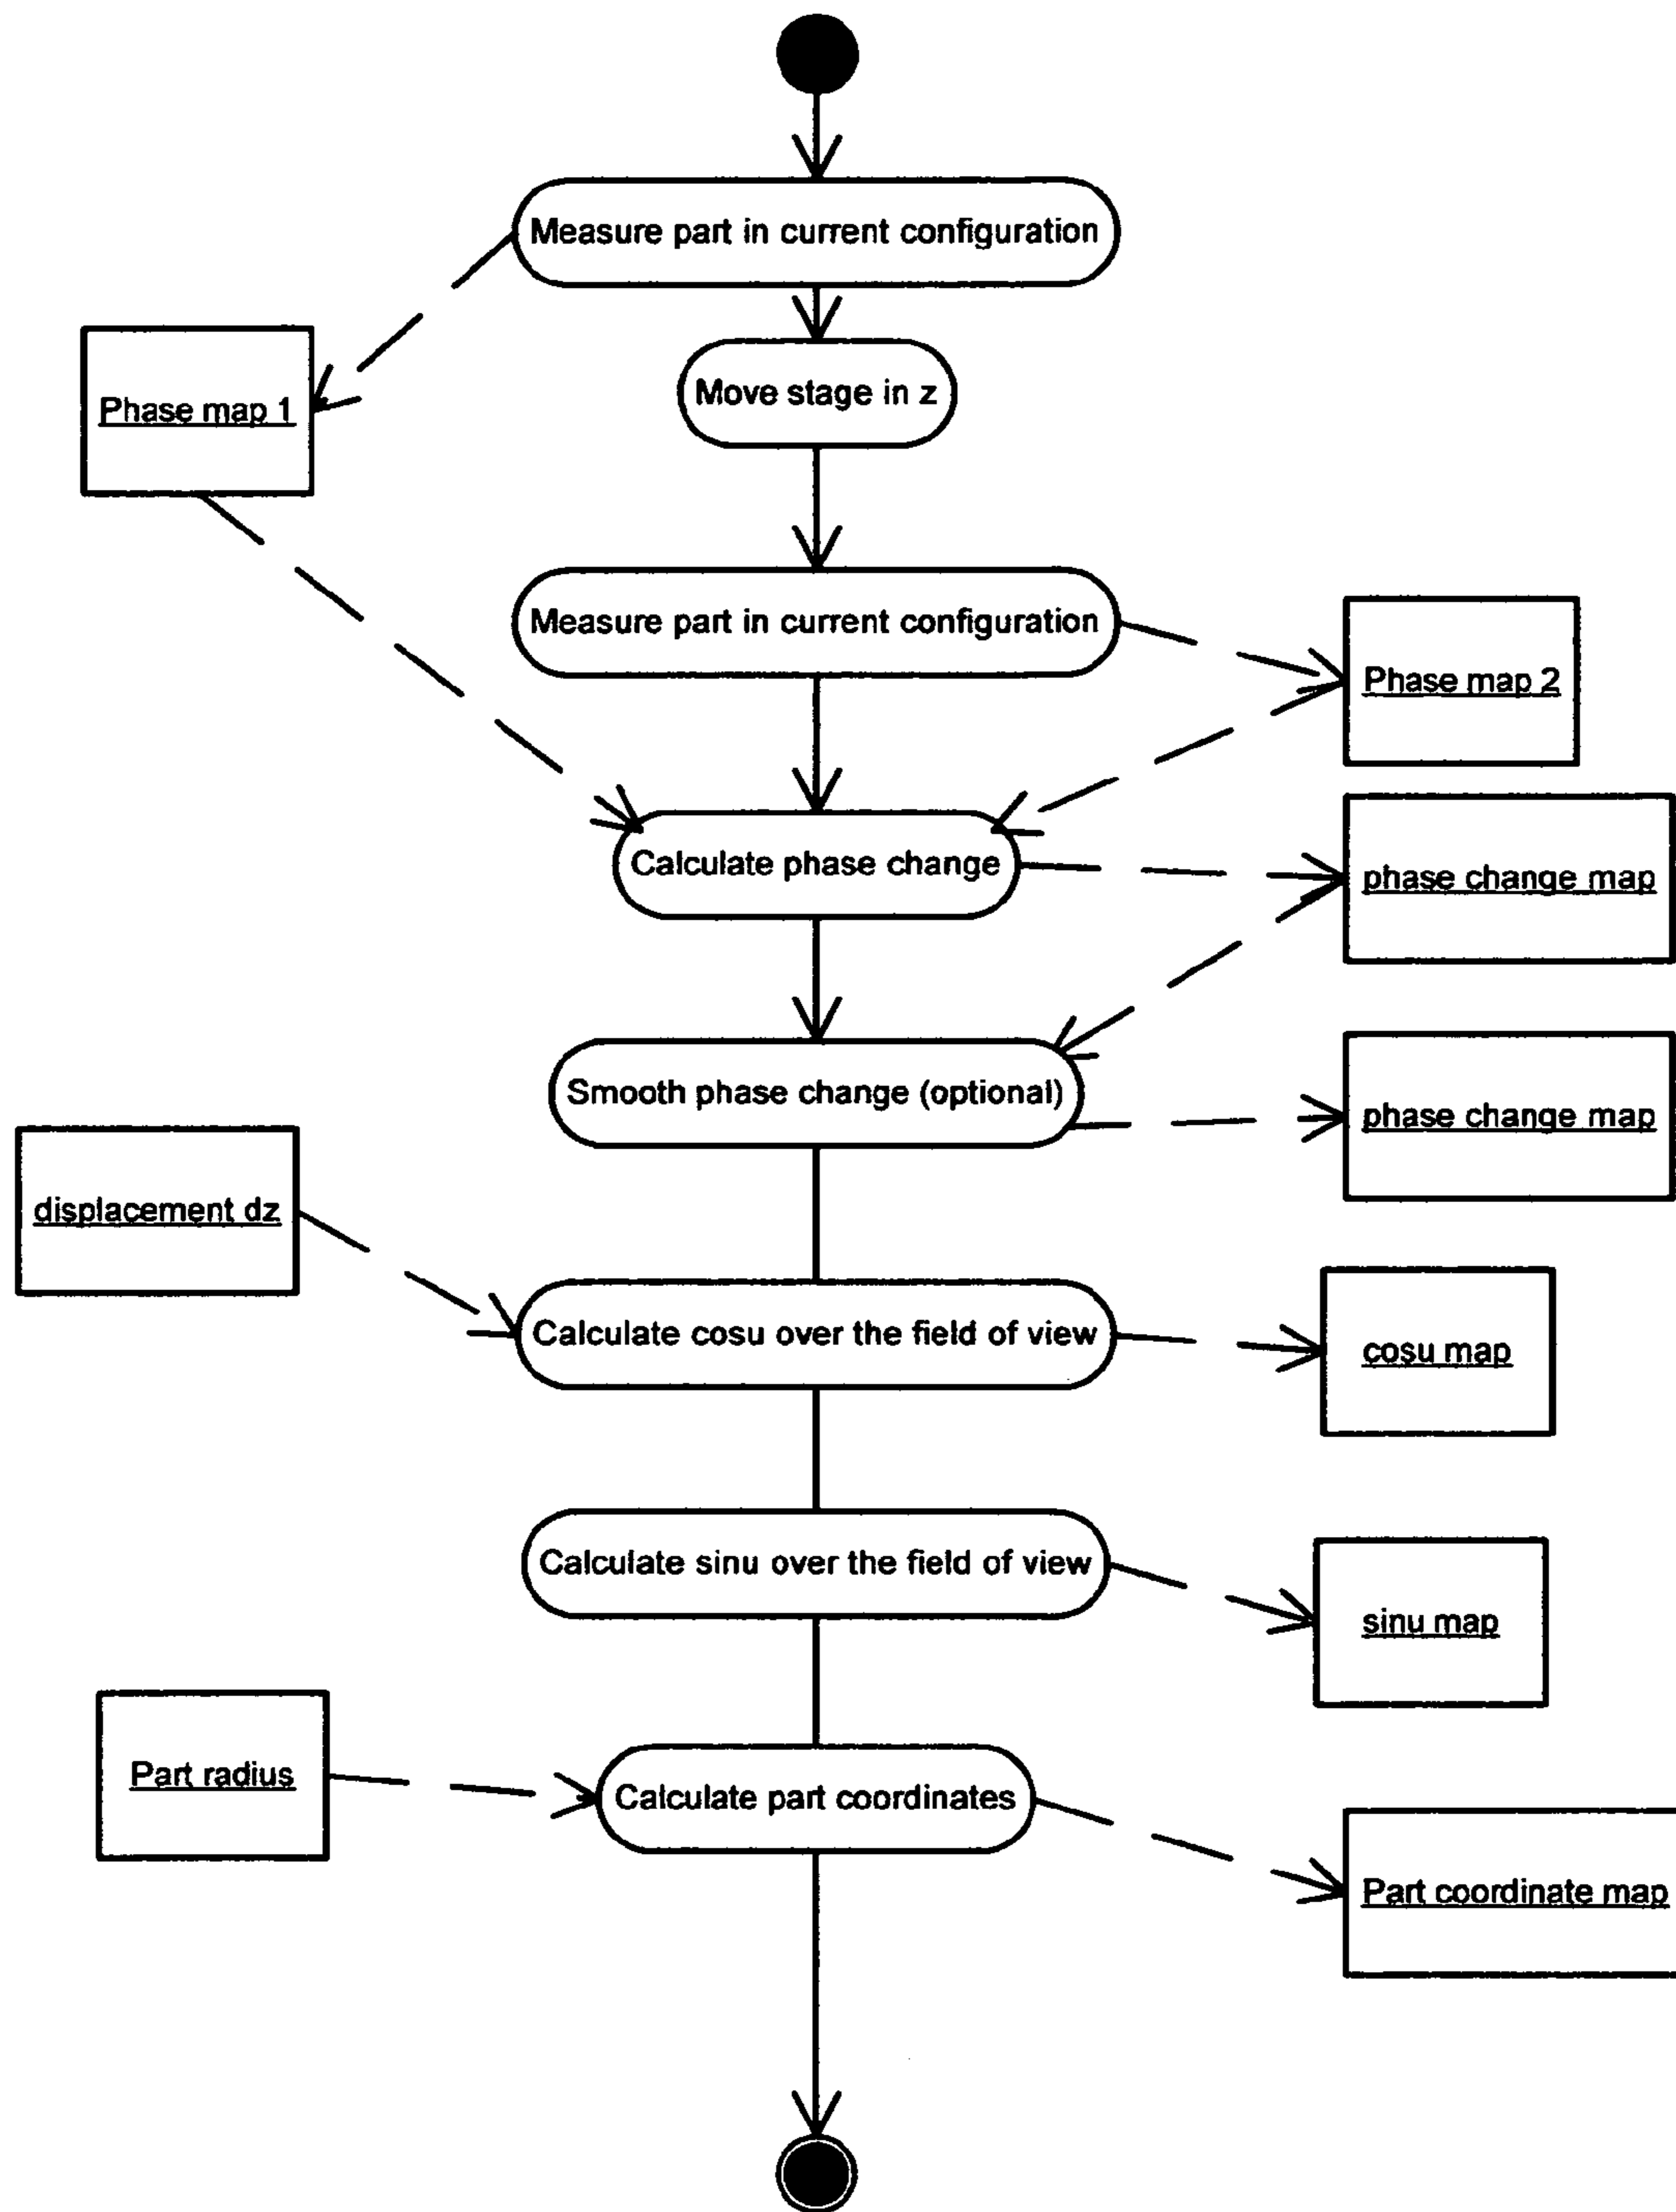 Measure part in current configuration
Phase map 1
Move stage in z
Measure part in current configuration
Phase map 2
Calculate phase change
phase change map
Smooth phase change (optional)
phase change map
displacement dz
Calculate cosu over the field of view
cosu map
Calculate sinu over the field of view
sinu map
Part radius
Calculate part coordinates
Part coordinate map